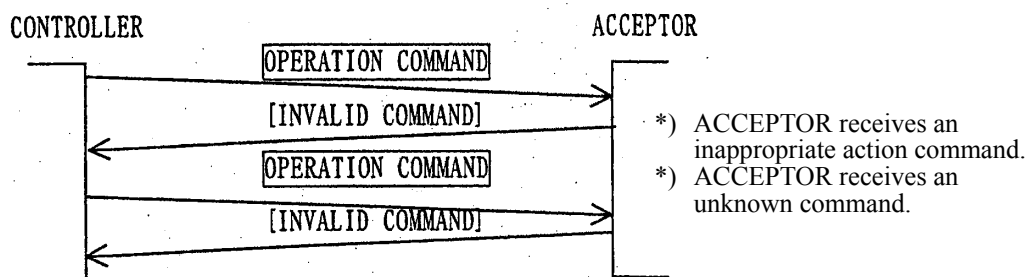 CONTROLLER
ACCEPTOR
OPERATION COMMAND
[INVALID COMMAND]
*) ACCEPTOR receives an
inappropriate action command.
OPERATION COMMAND
*) ACCEPTOR receives an
unknown command.
[INVALID COMMAND]